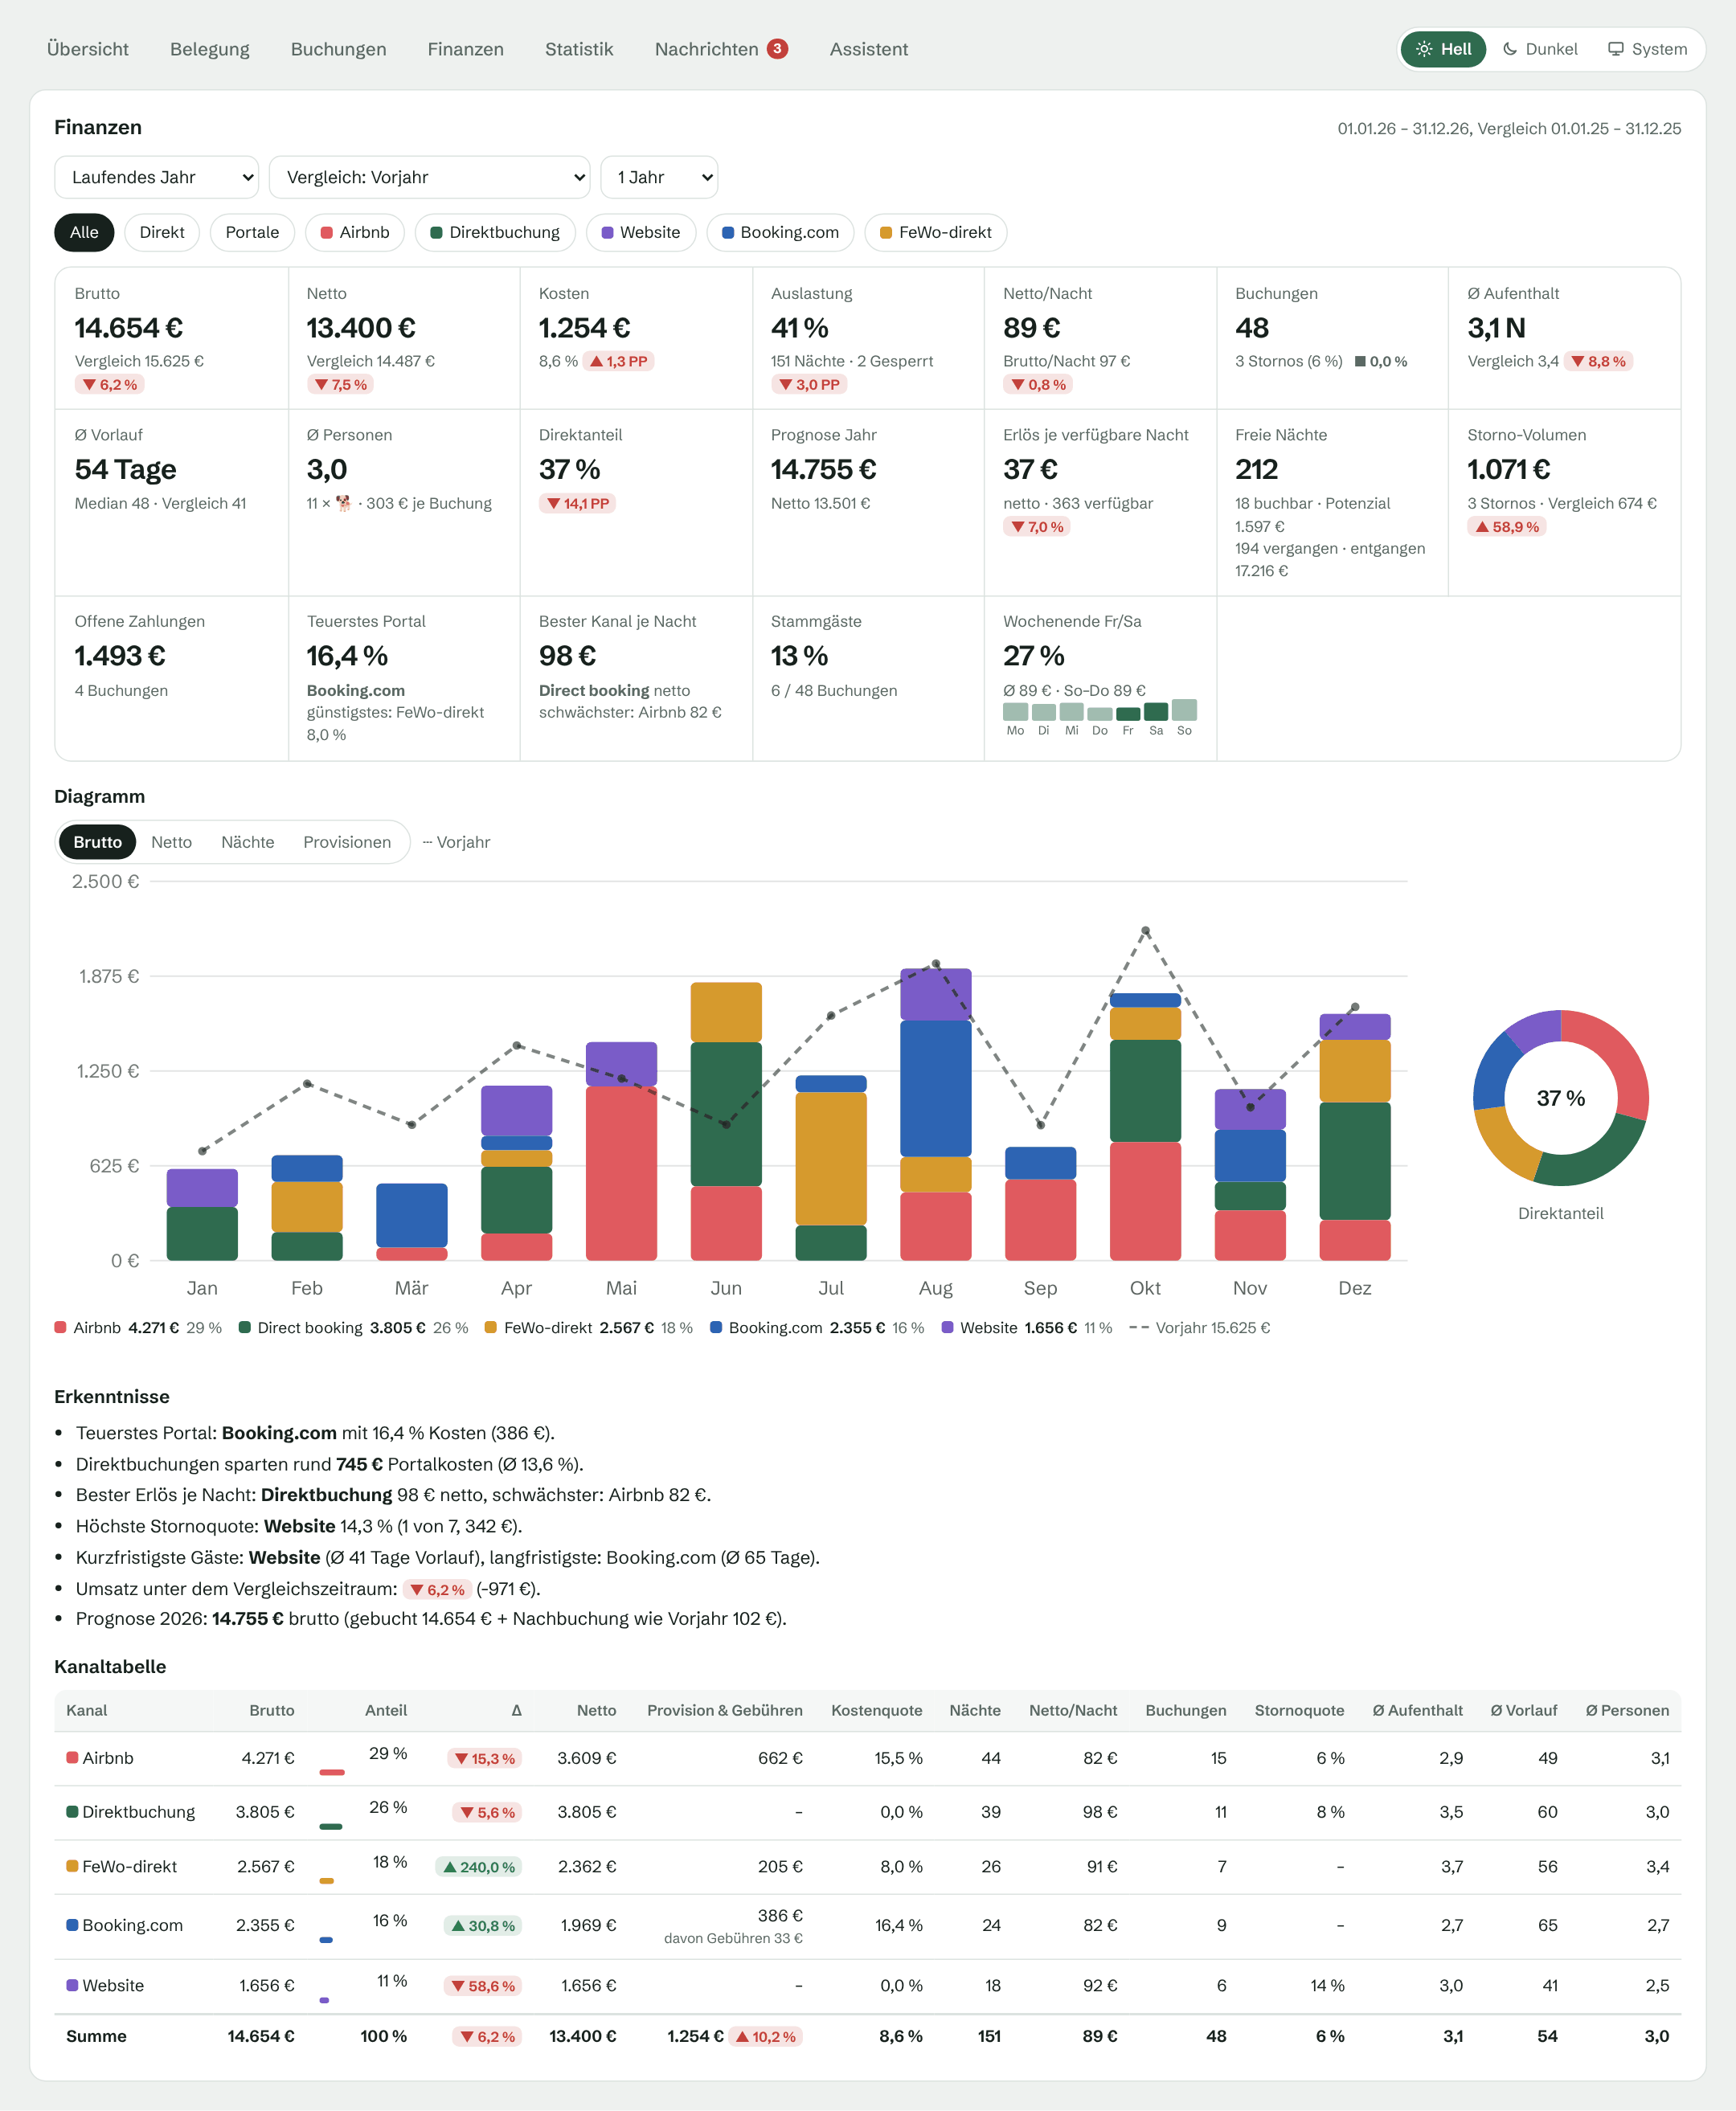 Übersicht Belegung Buchungen Finanzen Statistik Nachrichten 3 Assistent Hell Dunkel System
Finanzen 01.01.26 – 31.12.26, Vergleich 01.01.25 – 31.12.25
Laufendes Jahr Vergleich: Vorjahr 1 Jahr
Alle Direkt Portale Airbnb Direktbuchung Website Booking.com FeWo-direkt
Brutto
14.654 €
Vergleich 15.625 €
▼ 6,2 %
Netto
13.400 €
Vergleich 14.487 €
▼ 7,5 %
Kosten
1.254 €
8,6 % ▲ 1,3 PP
Auslastung
41 %
151 Nächte · 2 Gesperrt
▼ 3,0 PP
Netto/Nacht
89 €
Brutto/Nacht 97 €
▼ 0,8 %
Buchungen
48
3 Stornos (6 %) ■ 0,0 %
Ø Aufenthalt
3,1 N
Vergleich 3,4 ▼ 8,8 %
Ø Vorlauf
54 Tage
Median 48 · Vergleich 41
Ø Personen
3,0
11 × 🐕 · 303 € je Buchung
Direktanteil
37 %
▼ 14,1 PP
Prognose Jahr
14.755 €
Netto 13.501 €
Erlös je verfügbare Nacht
37 €
netto · 363 verfügbar
▼ 7,0 %
Freie Nächte
212
18 buchbar · Potenzial
1.597 €
194 vergangen · entgangen
17.216 €
Storno-Volumen
1.071 €
3 Stornos · Vergleich 674 €
▲ 58,9 %
Offene Zahlungen
1.493 €
4 Buchungen
Teuerstes Portal
16,4 %
Booking.com
günstigstes: FeWo-direkt
8,0 %
Bester Kanal je Nacht
98 €
Direct booking netto
schwächster: Airbnb 82 €
Stammgäste
13 %
6 / 48 Buchungen
Wochenende Fr/Sa
27 %
Ø 89 € · So–Do 89 €
Mo Di Mi Do Fr Sa So
Diagramm
Brutto Netto Nächte Provisionen ┄ Vorjahr
2.500 €
1.875 €
1.250 €
625 €
0 €
Jan Feb Mär Apr Mai Jun Jul Aug Sep Okt Nov Dez
37 %
Direktanteil
Airbnb 4.271 € 29 % Direct booking 3.805 € 26 % FeWo-direkt 2.567 € 18 % Booking.com 2.355 € 16 % Website 1.656 € 11 % Vorjahr 15.625 €
Erkenntnisse
• Teuerstes Portal: Booking.com mit 16,4 % Kosten (386 €).
• Direktbuchungen sparten rund 745 € Portalkosten (Ø 13,6 %).
• Bester Erlös je Nacht: Direktbuchung 98 € netto, schwächster: Airbnb 82 €.
• Höchste Stornoquote: Website 14,3 % (1 von 7, 342 €).
• Kurzfristigste Gäste: Website (Ø 41 Tage Vorlauf), langfristigste: Booking.com (Ø 65 Tage).
• Umsatz unter dem Vergleichszeitraum: ▼ 6,2 % (-971 €).
• Prognose 2026: 14.755 € brutto (gebucht 14.654 € + Nachbuchung wie Vorjahr 102 €).
Kanaltabelle
Kanal Brutto Anteil Δ Netto Provision & Gebühren Kostenquote Nächte Netto/Nacht Buchungen Stornoquote Ø Aufenthalt Ø Vorlauf Ø Personen
Airbnb 4.271 € 29 % ▼ 15,3 % 3.609 € 662 € 15,5 % 44 82 € 15 6 % 2,9 49 3,1
Direktbuchung 3.805 € 26 % ▼ 5,6 % 3.805 € – 0,0 % 39 98 € 11 8 % 3,5 60 3,0
FeWo-direkt 2.567 € 18 % ▲ 240,0 % 2.362 € 205 € 8,0 % 26 91 € 7 – 3,7 56 3,4
Booking.com 2.355 € 16 % ▲ 30,8 % 1.969 € 386 € 16,4 % 24 82 € 9 – 2,7 65 2,7
davon Gebühren 33 €
Website 1.656 € 11 % ▼ 58,6 % 1.656 € – 0,0 % 18 92 € 6 14 % 3,0 41 2,5
Summe 14.654 € 100 % ▼ 6,2 % 13.400 € 1.254 € ▲ 10,2 % 8,6 % 151 89 € 48 6 % 3,1 54 3,0